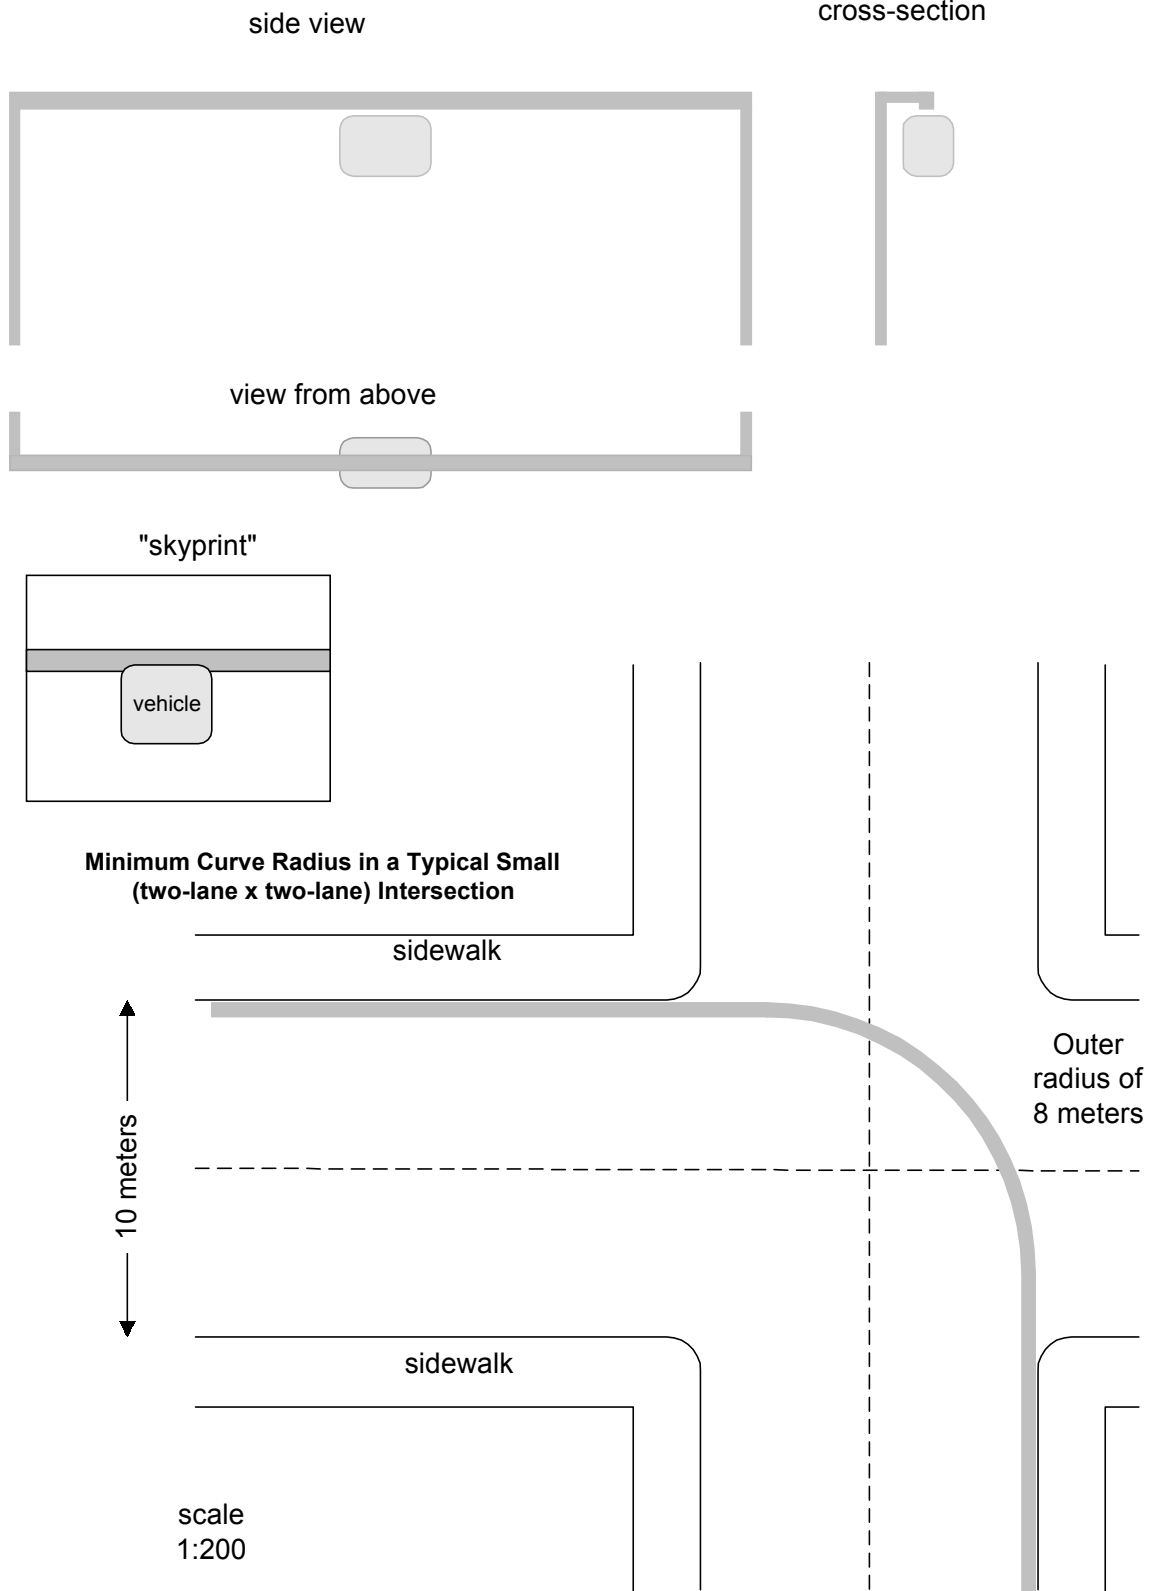 side view
cross-section
view from above
"skyprint"
vehicle
Minimum Curve Radius in a Typical Small
(two-lane x two-lane) Intersection
sidewalk
Outer
radius of
8 meters
10 meters
sidewalk
scale
1:200